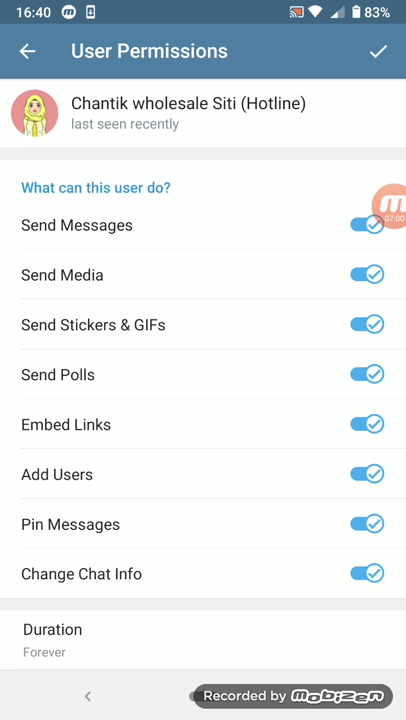 16:40
83%
User Permissions
Chantik wholesale Siti (Hotline)
last seen recently
What can this user do?
07:00
Send Messages
Send Media
Send Stickers & GIFs
Send Polls
Embed Links
Add Users
Pin Messages
Change Chat Info
Duration
Forever
Recorded by mobizen